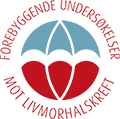 FOREBYGGENDE UNDERSØKELSER
MOT LIVMORHALSKREFT